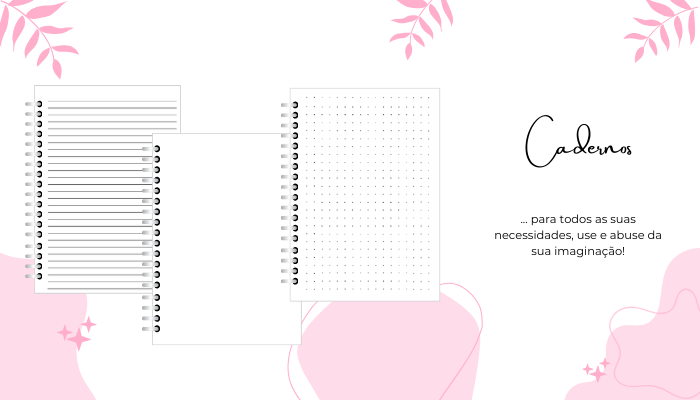 Cadernos
... para todos as suas
necessidades, use e abuse da
sua imaginação!